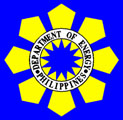 DEPARTMENT OF ENERGY
PHILIPPINES